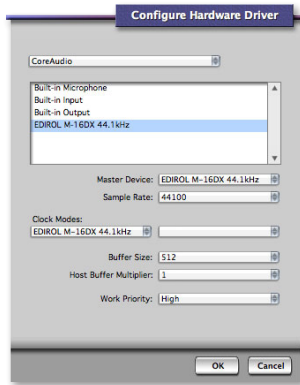 Configure Hardware Driver
CoreAudio
Built-in Microphone
Built-in Input
Built-in Output
EDIROL M-16DX 44.1kHz
Master Device: EDIROL M-16DX 44.1kHz
Sample Rate: 44100
Clock Modes:
EDIROL M-16DX 44.1kHz
Buffer Size: 512
Host Buffer Multiplier: 1
Work Priority: High
OK Cancel